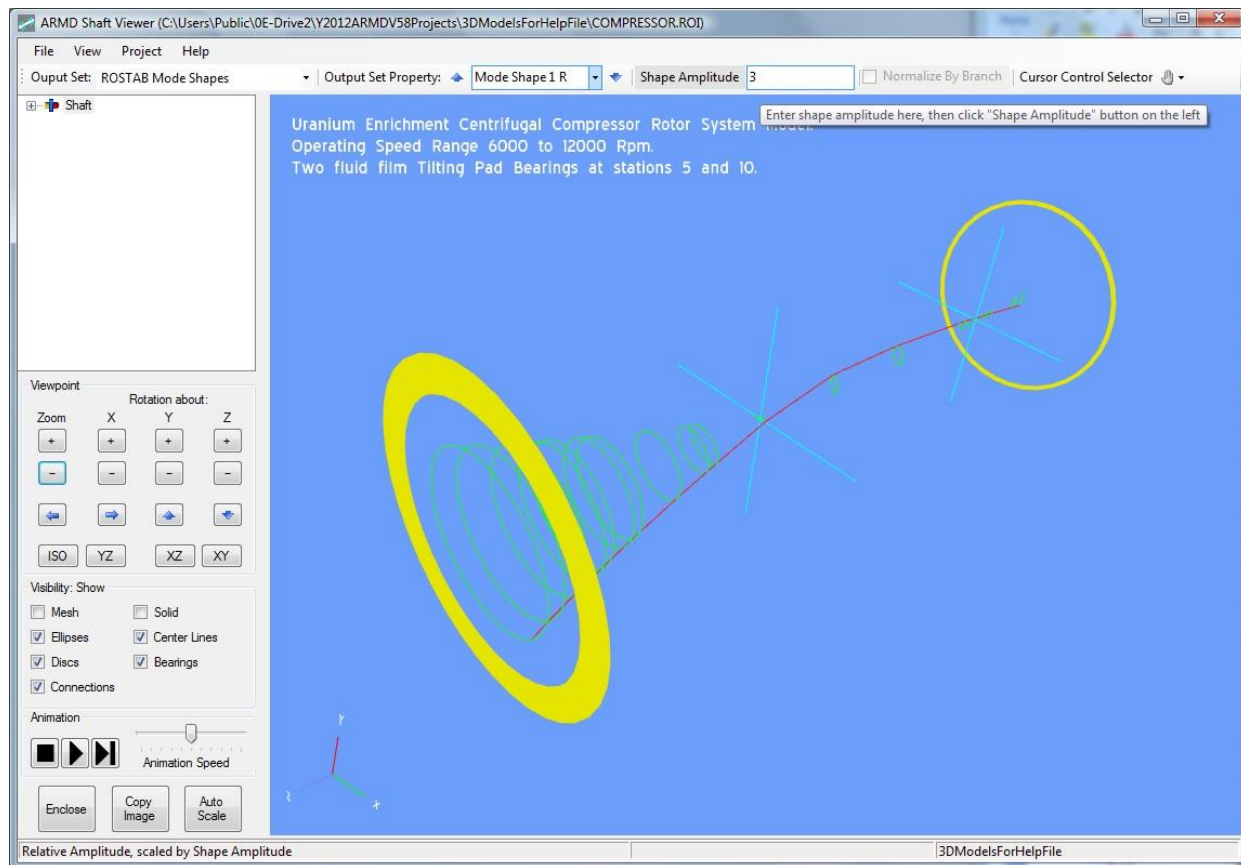 ARMD Shaft Viewer (C:\Users\Public\0E-Drive2\Y2012ARMDV58Projects\3DModelsForHelpFile\COMPRESSOR.ROI)
File View Project Help
Ouput Set: ROSTAB Mode Shapes Output Set Property: Mode Shape 1 R Shape Amplitude 3 Normalize By Branch Cursor Control Selector
Shaft
Enter shape amplitude here, then click "Shape Amplitude" button on the left
Uranium Enrichment Centrifugal Compressor Rotor System
Operating Speed Range 6000 to 12000 Rpm.
Two fluid film Tilting Pad Bearings at stations 5 and 10.
Viewpoint
Rotation about:
Zoom X Y Z
+ + + +
- - - -
ISO YZ XZ XY
Visibility: Show
Mesh Solid
Ellipses Center Lines
Discs Bearings
Connections
Animation
Animation Speed
Enclose Copy Image Auto Scale
Y
Z X
Relative Amplitude, scaled by Shape Amplitude 3DModelsForHelpFile